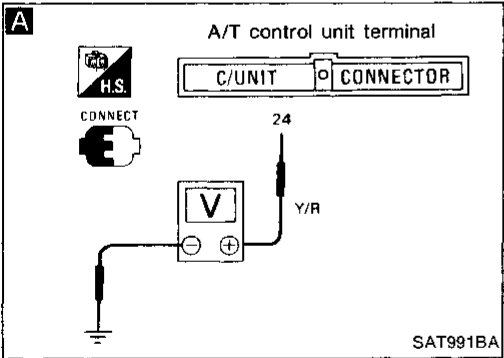 A
A/T control unit terminal
H.S.
C/UNIT
CONNECTOR
CONNECT
24
V
Y/R
SAT991BA